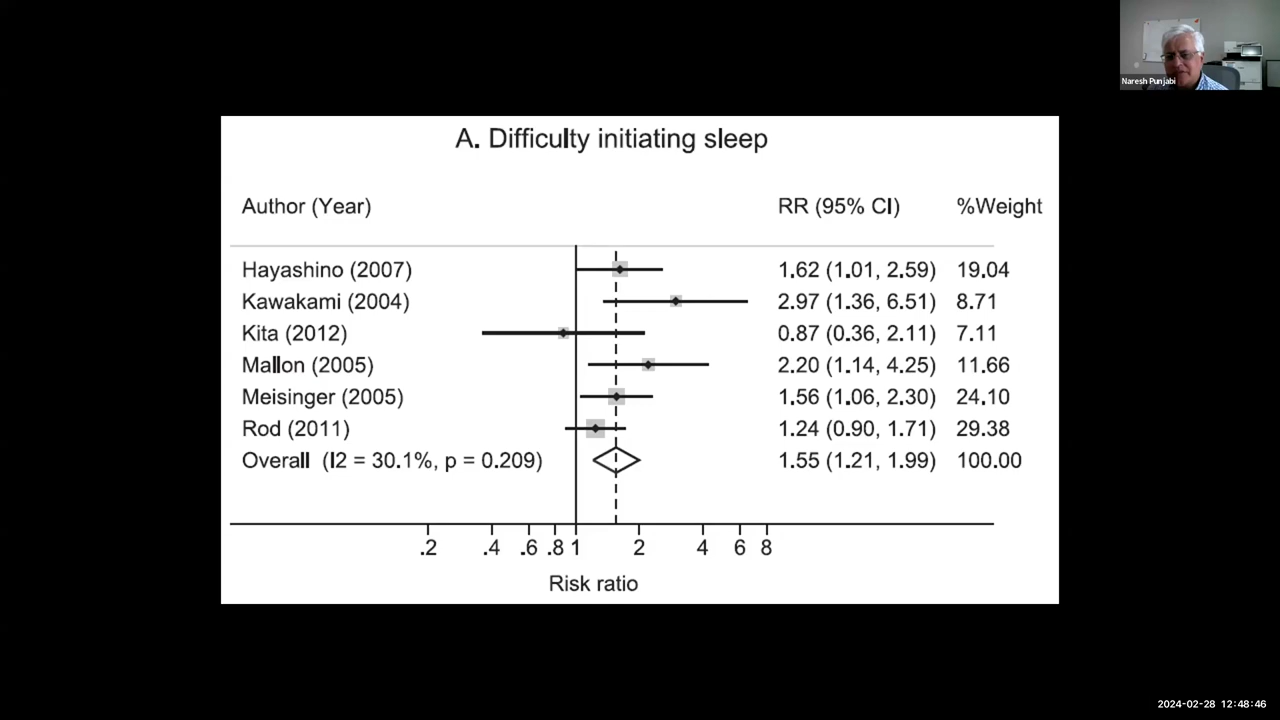 Naresh Punjabi
A. Difficulty initiating sleep
Author (Year) RR (95% CI) %Weight
Hayashino (2007) 1.62 (1.01, 2.59) 19.04
Kawakami (2004) 2.97 (1.36, 6.51) 8.71
Kita (2012) 0.87 (0.36, 2.11) 7.11
Mallon (2005) 2.20 (1.14, 4.25) 11.66
Meisinger (2005) 1.56 (1.06, 2.30) 24.10
Rod (2011) 1.24 (0.90, 1.71) 29.38
Overall (I2 = 30.1%, p = 0.209) 1.55 (1.21, 1.99) 100.00
.2 .4 .6 .8 1 2 4 6 8
Risk ratio
2024-02-28 12:48:46